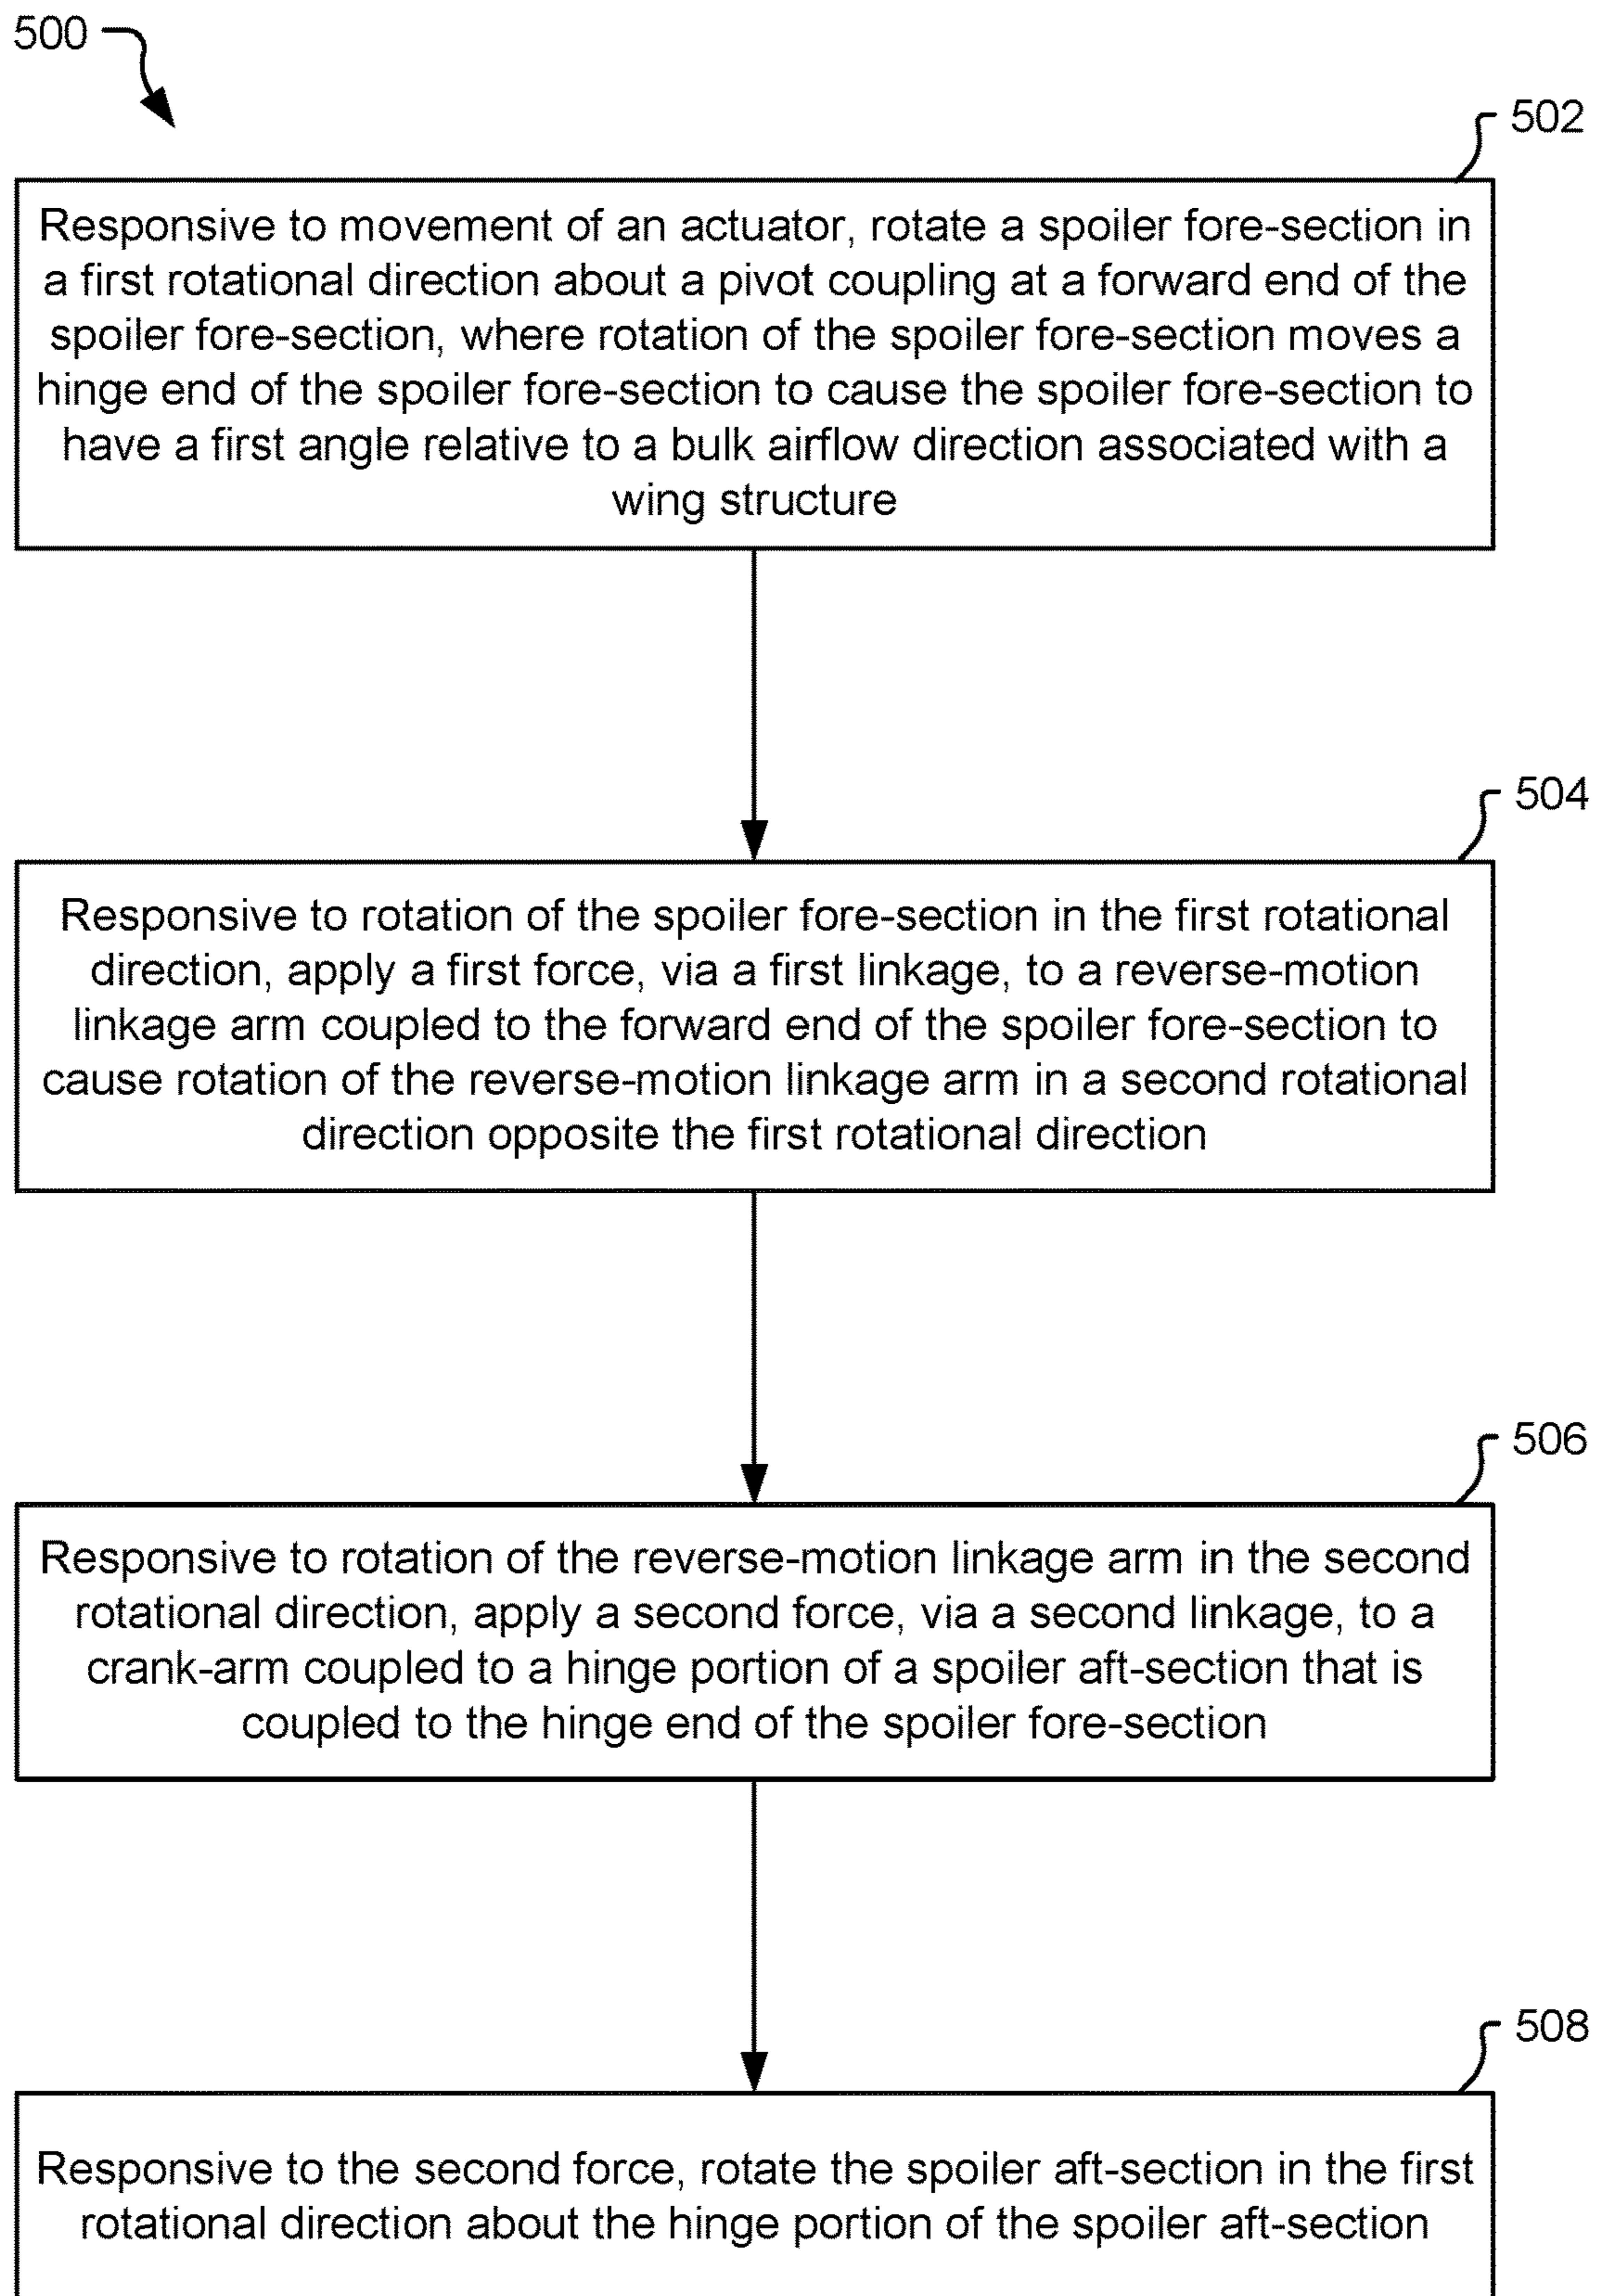 500
502
Responsive to movement of an actuator, rotate a spoiler fore-section in
a first rotational direction about a pivot coupling at a forward end of the
spoiler fore-section, where rotation of the spoiler fore-section moves a
hinge end of the spoiler fore-section to cause the spoiler fore-section to
have a first angle relative to a bulk airflow direction associated with a
wing structure
504
Responsive to rotation of the spoiler fore-section in the first rotational
direction, apply a first force, via a first linkage, to a reverse-motion
linkage arm coupled to the forward end of the spoiler fore-section to
cause rotation of the reverse-motion linkage arm in a second rotational
direction opposite the first rotational direction
506
Responsive to rotation of the reverse-motion linkage arm in the second
rotational direction, apply a second force, via a second linkage, to a
crank-arm coupled to a hinge portion of a spoiler aft-section that is
coupled to the hinge end of the spoiler fore-section
508
Responsive to the second force, rotate the spoiler aft-section in the first
rotational direction about the hinge portion of the spoiler aft-section